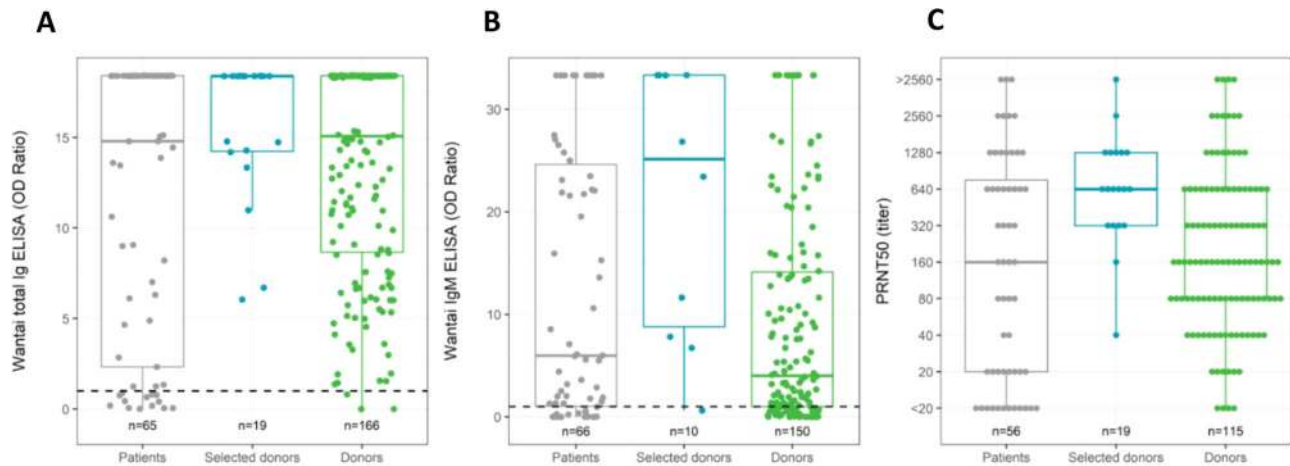 A
Wantai total Ig ELISA (OD Ratio)
15
10
5
0
n=65
n=19
n=166
Patients
Selected donors
Donors
B
Wantai IgM ELISA (OD Ratio)
30
20
10
0
n=66
n=10
n=150
Patients
Selected donors
Donors
C
PRNT50 (titer)
>2560
2560
1280
640
320
160
80
40
20
<20
n=56
n=19
n=115
Patients
Selected donors
Donors